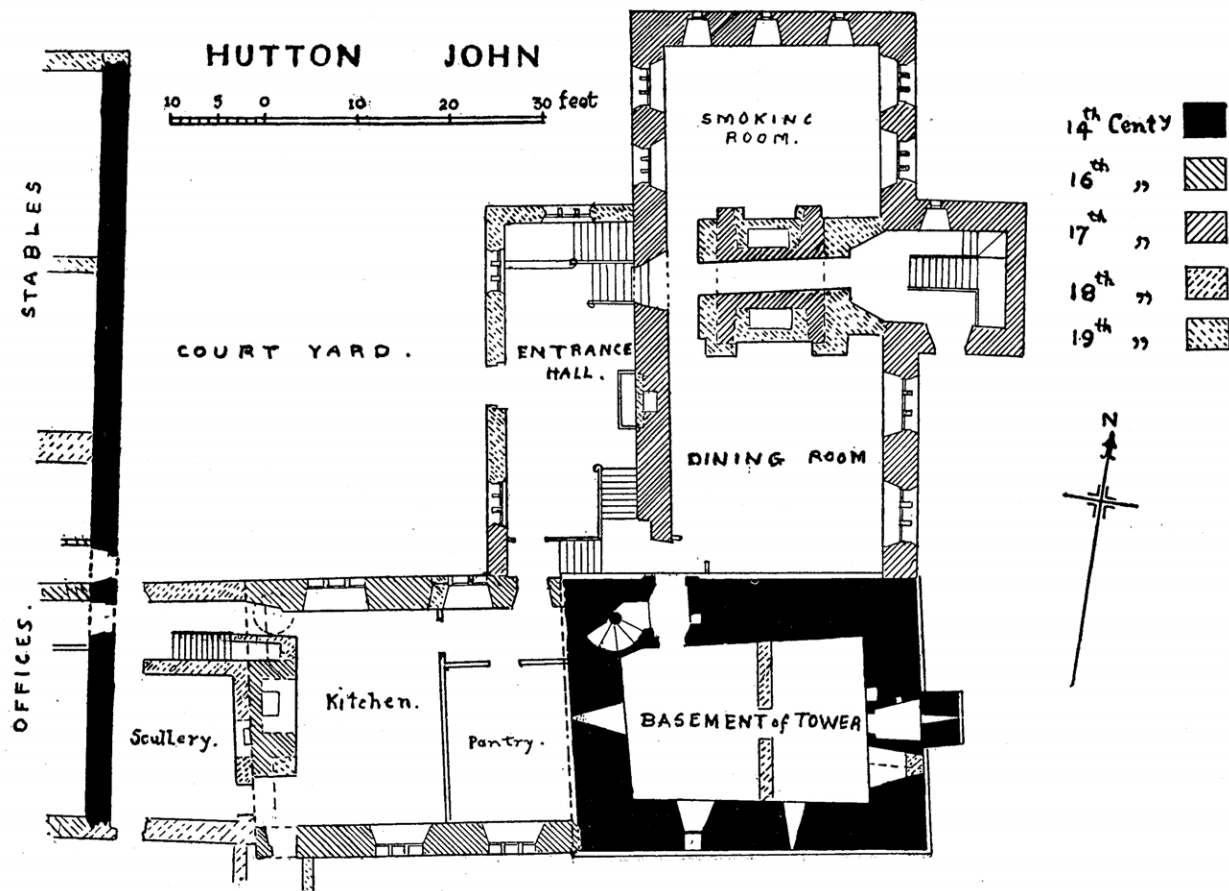 HUTTON JOHN
10 5 0 10 20 30 feet
STABLES
COURT YARD.
ENTRANCE
HALL.
SMOKING
ROOM.
DINING ROOM
14th Centy
16th „
17th „
18th „
19th „
N
OFFICES.
Scullery.
Kitchen.
Pantry.
BASEMENT of TOWER